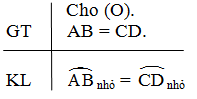 Cho (O).
GT AB = CD.
KL AB nhỏ = CD nhỏ